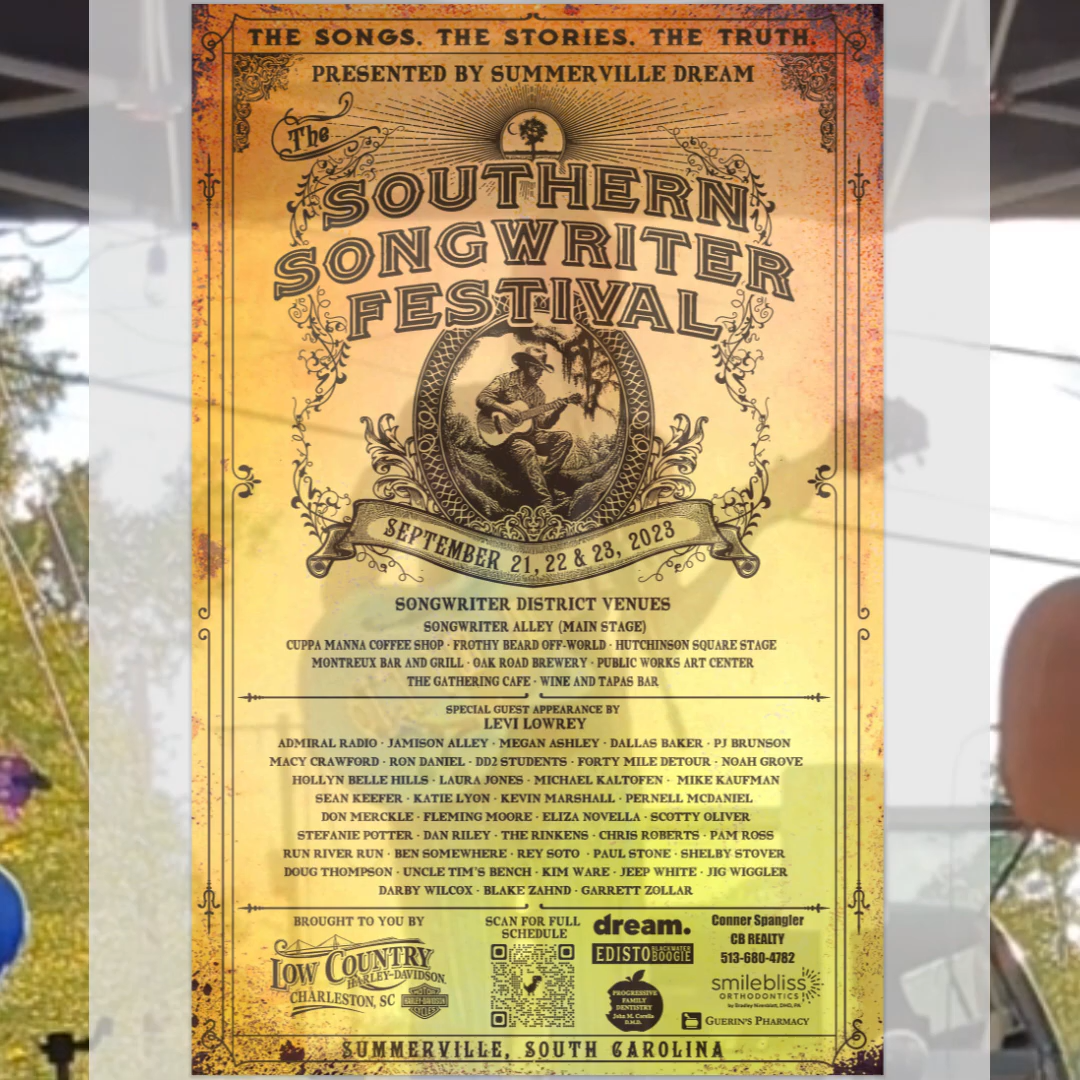 THE SONGS. THE STORIES. THE TRUTH.
PRESENTED BY SUMMERVILLE DREAM
The
SOUTHERN
SONGWRITER
FESTIVAL
SEPTEMBER 21, 22 & 23, 2023
SONGWRITER DISTRICT VENUES
SONGWRITER ALLEY (MAIN STAGE)
CUPPA MANNA COFFEE SHOP · FROTHY BEARD OFF-WORLD · HUTCHINSON SQUARE STAGE
MONTREUX BAR AND GRILL · OAK ROAD BREWERY · PUBLIC WORKS ART CENTER
THE GATHERING CAFE · WINE AND TAPAS BAR
SPECIAL GUEST APPEARANCE BY
LEVI LOWREY
ADMIRAL RADIO · JAMISON ALLEY · MEGAN ASHLEY · DALLAS BAKER · PJ BRUNSON
MACY CRAWFORD · RON DANIEL · DD2 STUDENTS · FORTY MILE DETOUR · NOAH GROVE
HOLLYN BELLE HILLS · LAURA JONES · MICHAEL KALTOFEN · MIKE KAUFMAN
SEAN KEEFER · KATIE LYON · KEVIN MARSHALL · PERNELL MCDANIEL
DON MERCKLE · FLEMING MOORE · ELIZA NOVELLA · SCOTTY OLIVER
STEFANIE POTTER · DAN RILEY · THE RINKENS · CHRIS ROBERTS · PAM ROSS
RUN RIVER RUN · BEN SOMEWHERE · REY SOTO · PAUL STONE · SHELBY STOVER
DOUG THOMPSON · UNCLE TIM'S BENCH · KIM WARE · JEEP WHITE · JIG WIGGLER
DARBY WILCOX · BLAKE ZAHND · GARRETT ZOLLAR
BROUGHT TO YOU BY
LOW COUNTRY
HARLEY-DAVIDSON.
CHARLESTON, SC
HARLEY-DAVIDSON
CYCLES
SCAN FOR FULL
SCHEDULE
dream.
EDISTO BLACKWATER BOOGIE
PROGRESSIVE
FAMILY
DENTISTRY
John M. Corollo
D.M.D.
Conner Spangler
CB REALTY
513-680-4782
smilebliss
ORTHODONTICS
GUERIN'S PHARMACY
SUMMERVILLE, SOUTH CAROLINA